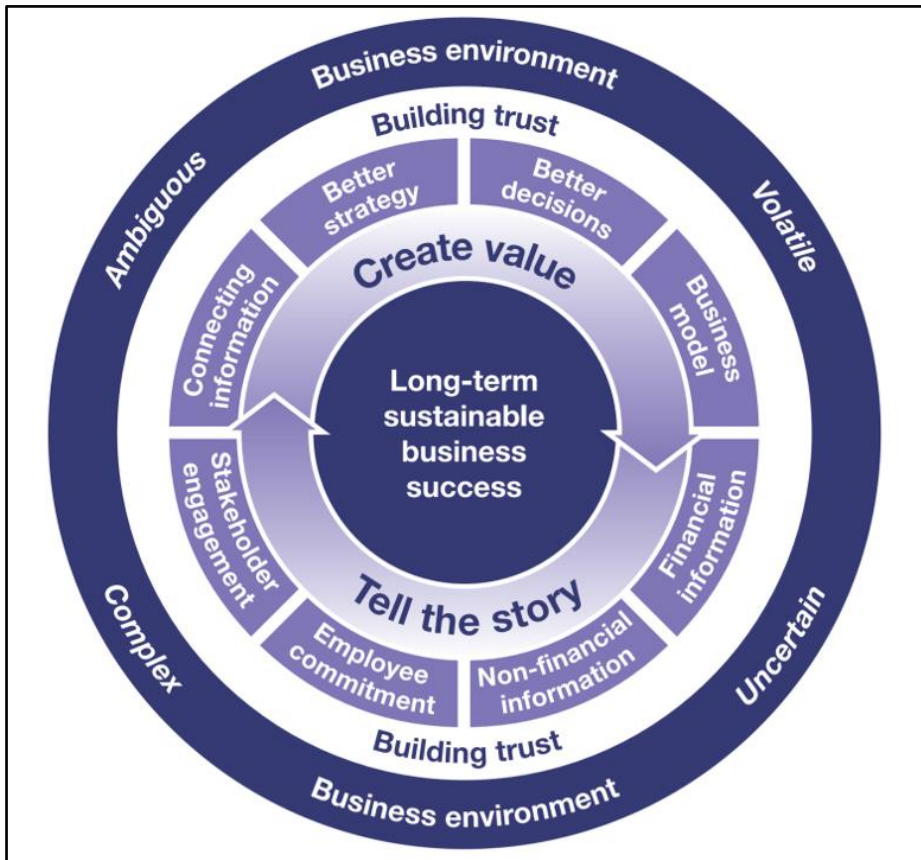 Business environment
Building trust
Ambiguous
Volatile
Better
strategy
Better
decisions
Connecting
information
Create value
Business
model
Long-term
sustainable
business
success
Stakeholder
engagement
Financial
information
Tell the story
Employee
commitment
Non-financial
information
Complex
Uncertain
Building trust
Business environment